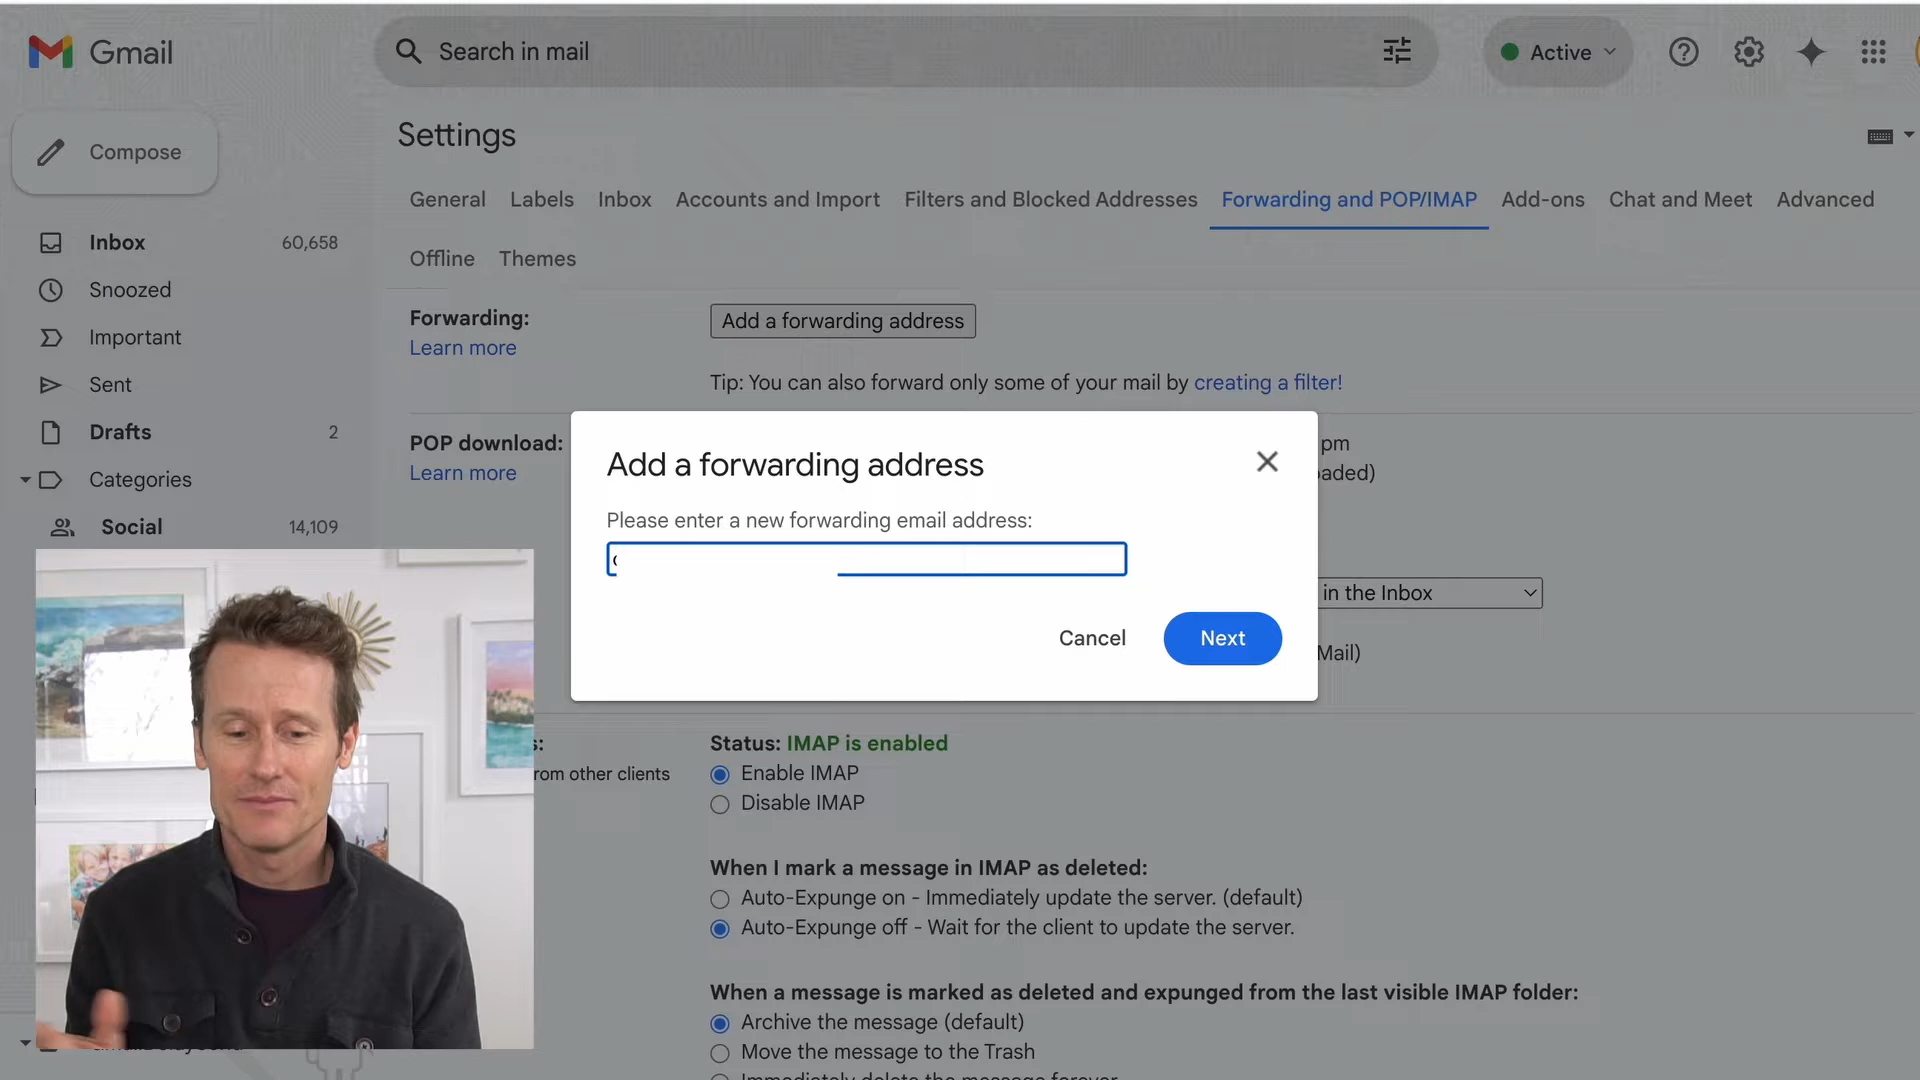 Gmail
Search in mail
Active
Compose
Settings
General Labels Inbox Accounts and Import Filters and Blocked Addresses Forwarding and POP/IMAP Add-ons Chat and Meet Advanced
Offline Themes
Inbox 60,658
Snoozed
Important
Sent
Drafts 2
Categories
Social 14,109
Forwarding:
Learn more
Add a forwarding address
Tip: You can also forward only some of your mail by creating a filter!
POP download:
Learn more
pm
Add a forwarding address
Please enter a new forwarding email address:
Cancel
Next
in the Inbox
Mail)
Status: IMAP is enabled
rom other clients
Enable IMAP
Disable IMAP
When I mark a message in IMAP as deleted:
Auto-Expunge on - Immediately update the server. (default)
Auto-Expunge off - Wait for the client to update the server.
When a message is marked as deleted and expunged from the last visible IMAP folder:
Archive the message (default)
Move the message to the Trash
Immediately delete the message forever